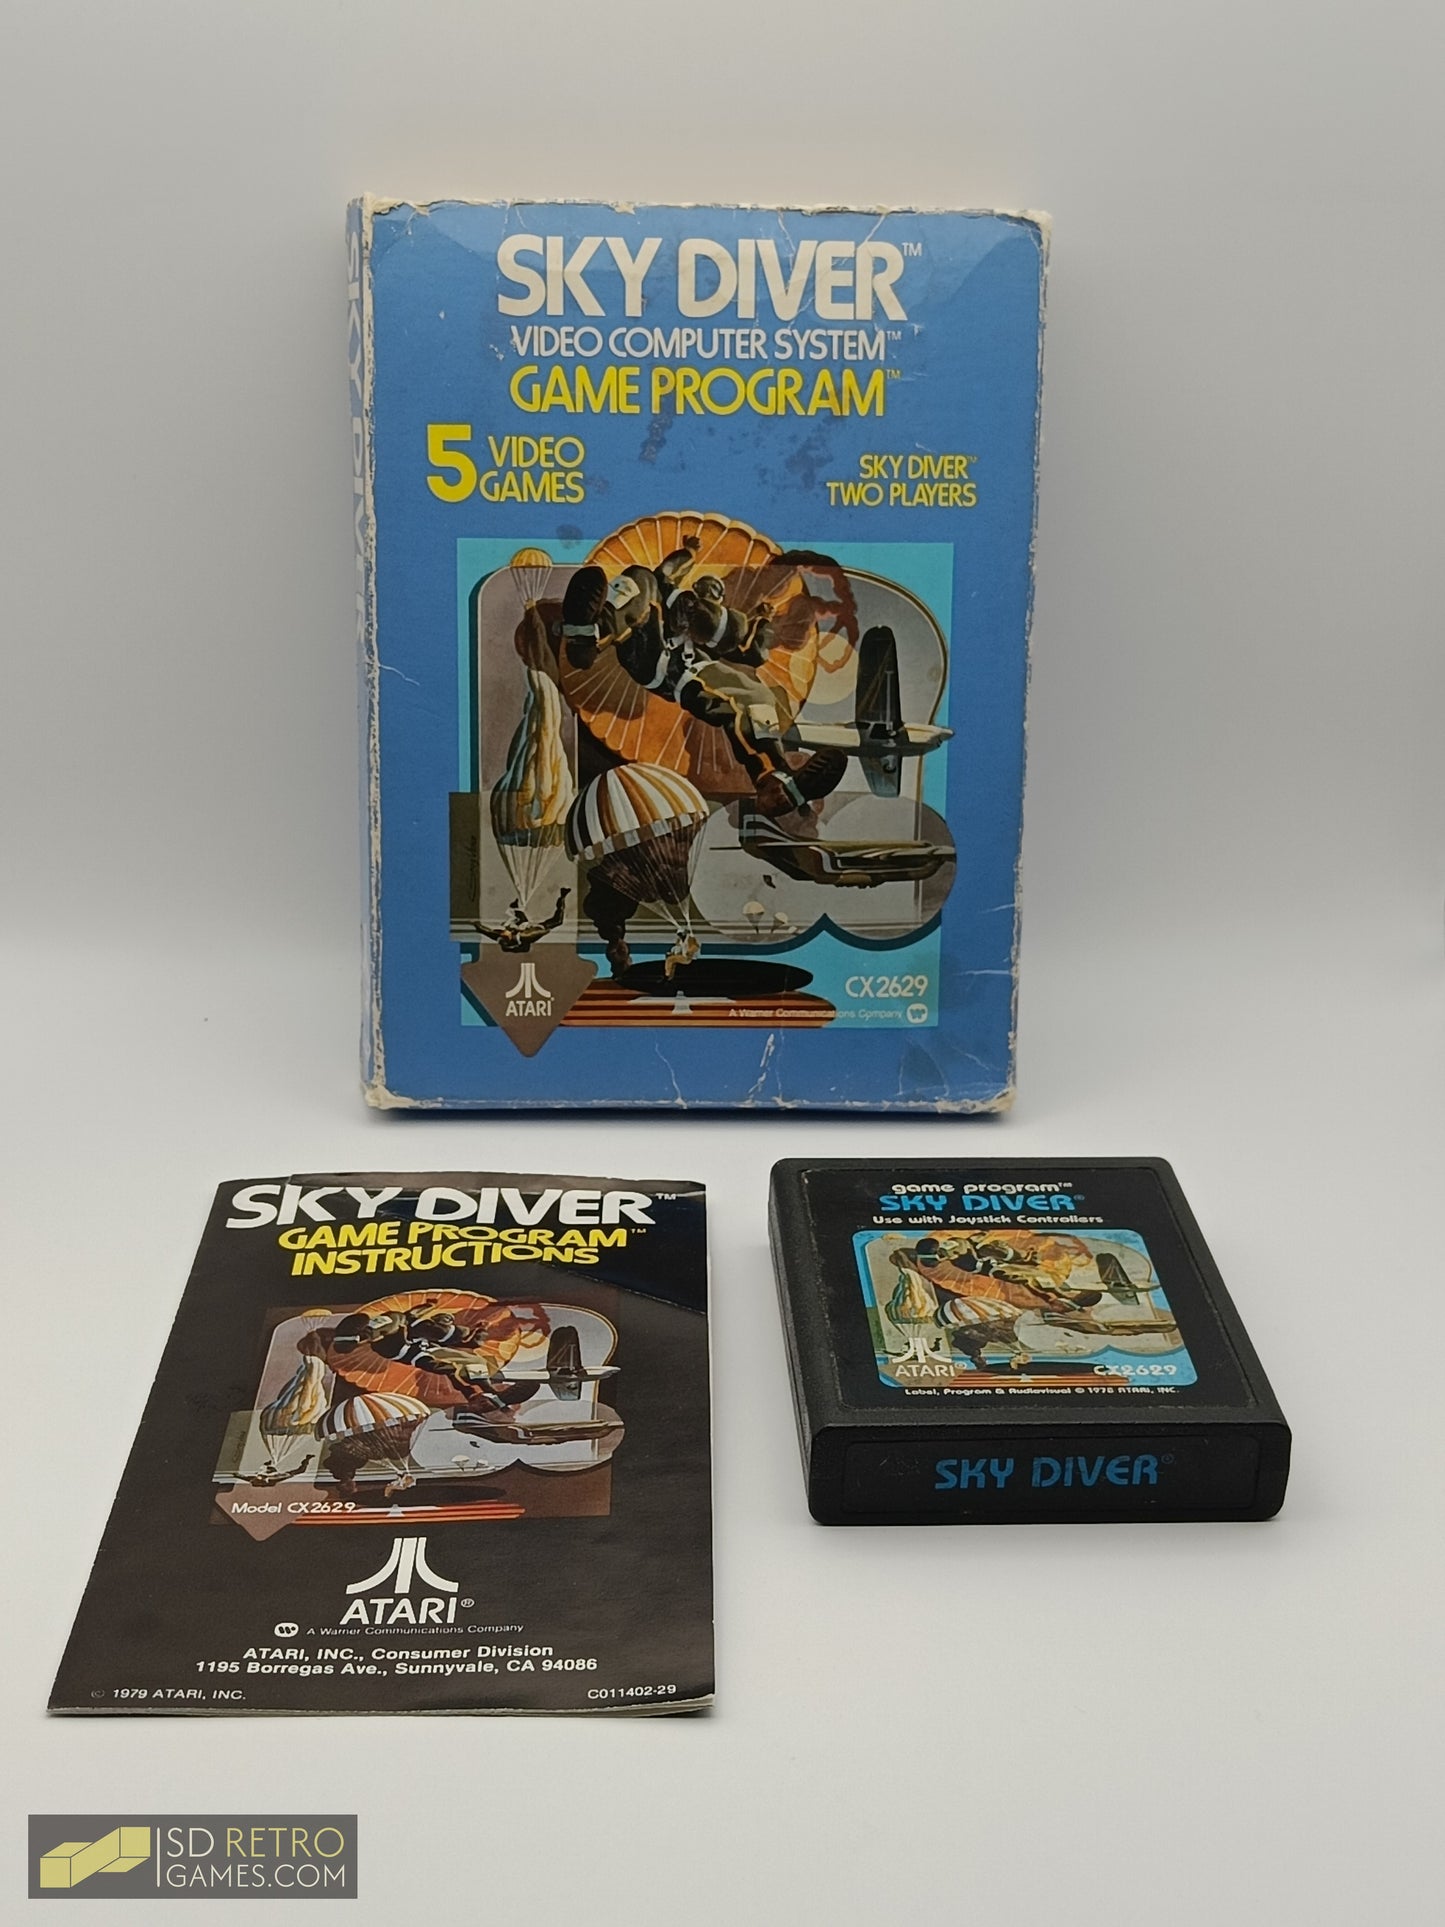 SKY DIVER™
VIDEO COMPUTER SYSTEM™
GAME PROGRAM™
5 VIDEO
GAMES
SKY DIVER™
TWO PLAYERS
ATARI®
CX2629
A Warner Communications Company
SKY DIVER
SKY DIVER™
GAME PROGRAM™
INSTRUCTIONS
Model CX2629
ATARI®
A Warner Communications Company
ATARI, INC., Consumer Division
1195 Borregas Ave., Sunnyvale, CA 94086
© 1979 ATARI, INC.
C011402-29
game program™
SKY DIVER®
Use with Joystick Controllers
ATARI®
CX2629
Label, Program & Audiovisual © 1978 ATARI, INC.
SKY DIVER®
SD RETRO
GAMES.COM